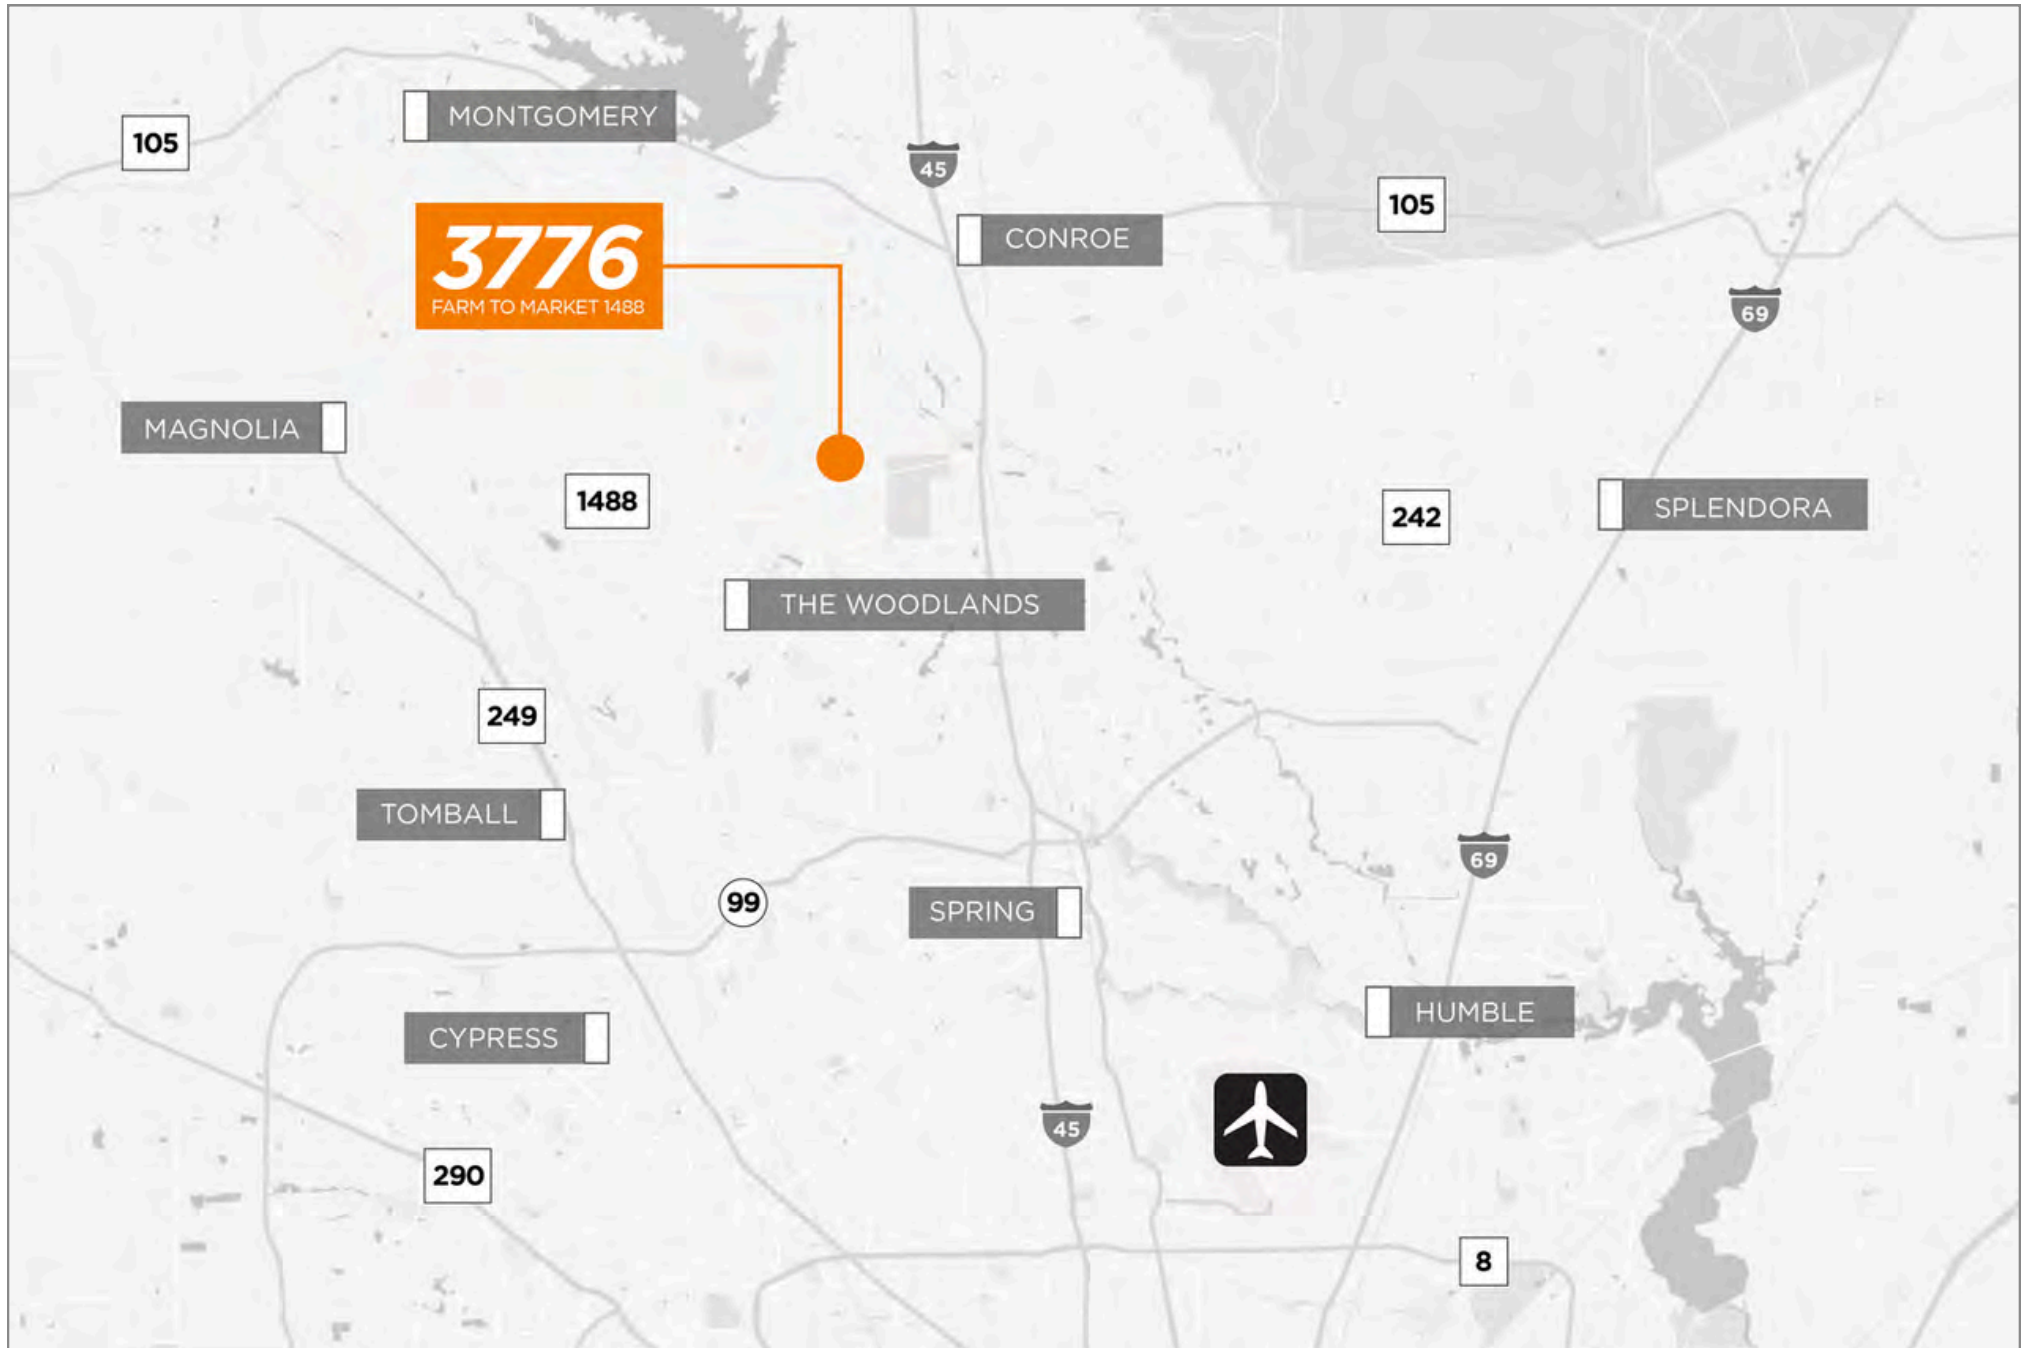 MONTGOMERY
105
45
105
CONROE
3776
FARM TO MARKET 1488
69
MAGNOLIA
1488
242
SPLENDORA
THE WOODLANDS
249
TOMBALL
69
99
SPRING
HUMBLE
CYPRESS
45
290
8